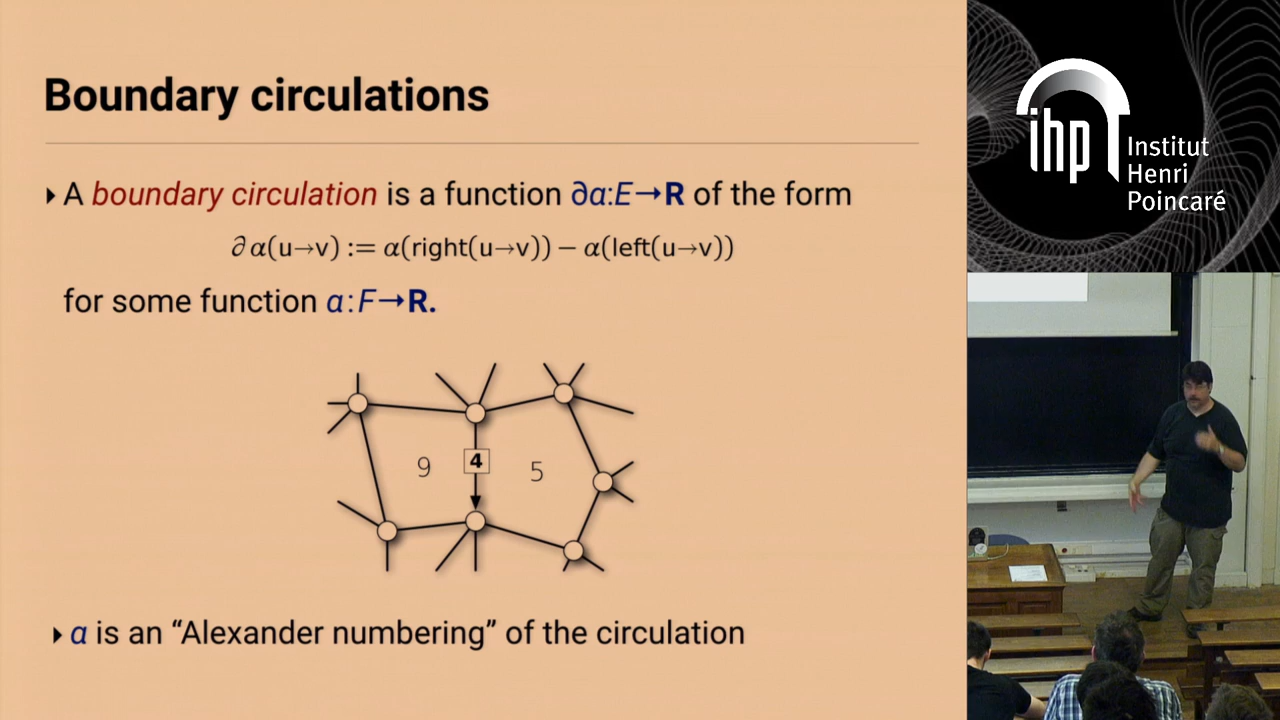 Boundary circulations
‣ A boundary circulation is a function ∂α:E→R of the form
∂α(u→v) := α(right(u→v)) − α(left(u→v))
for some function α:F→R.
9
4
5
‣ α is an “Alexander numbering” of the circulation
ihp
Institut
Henri
Poincaré